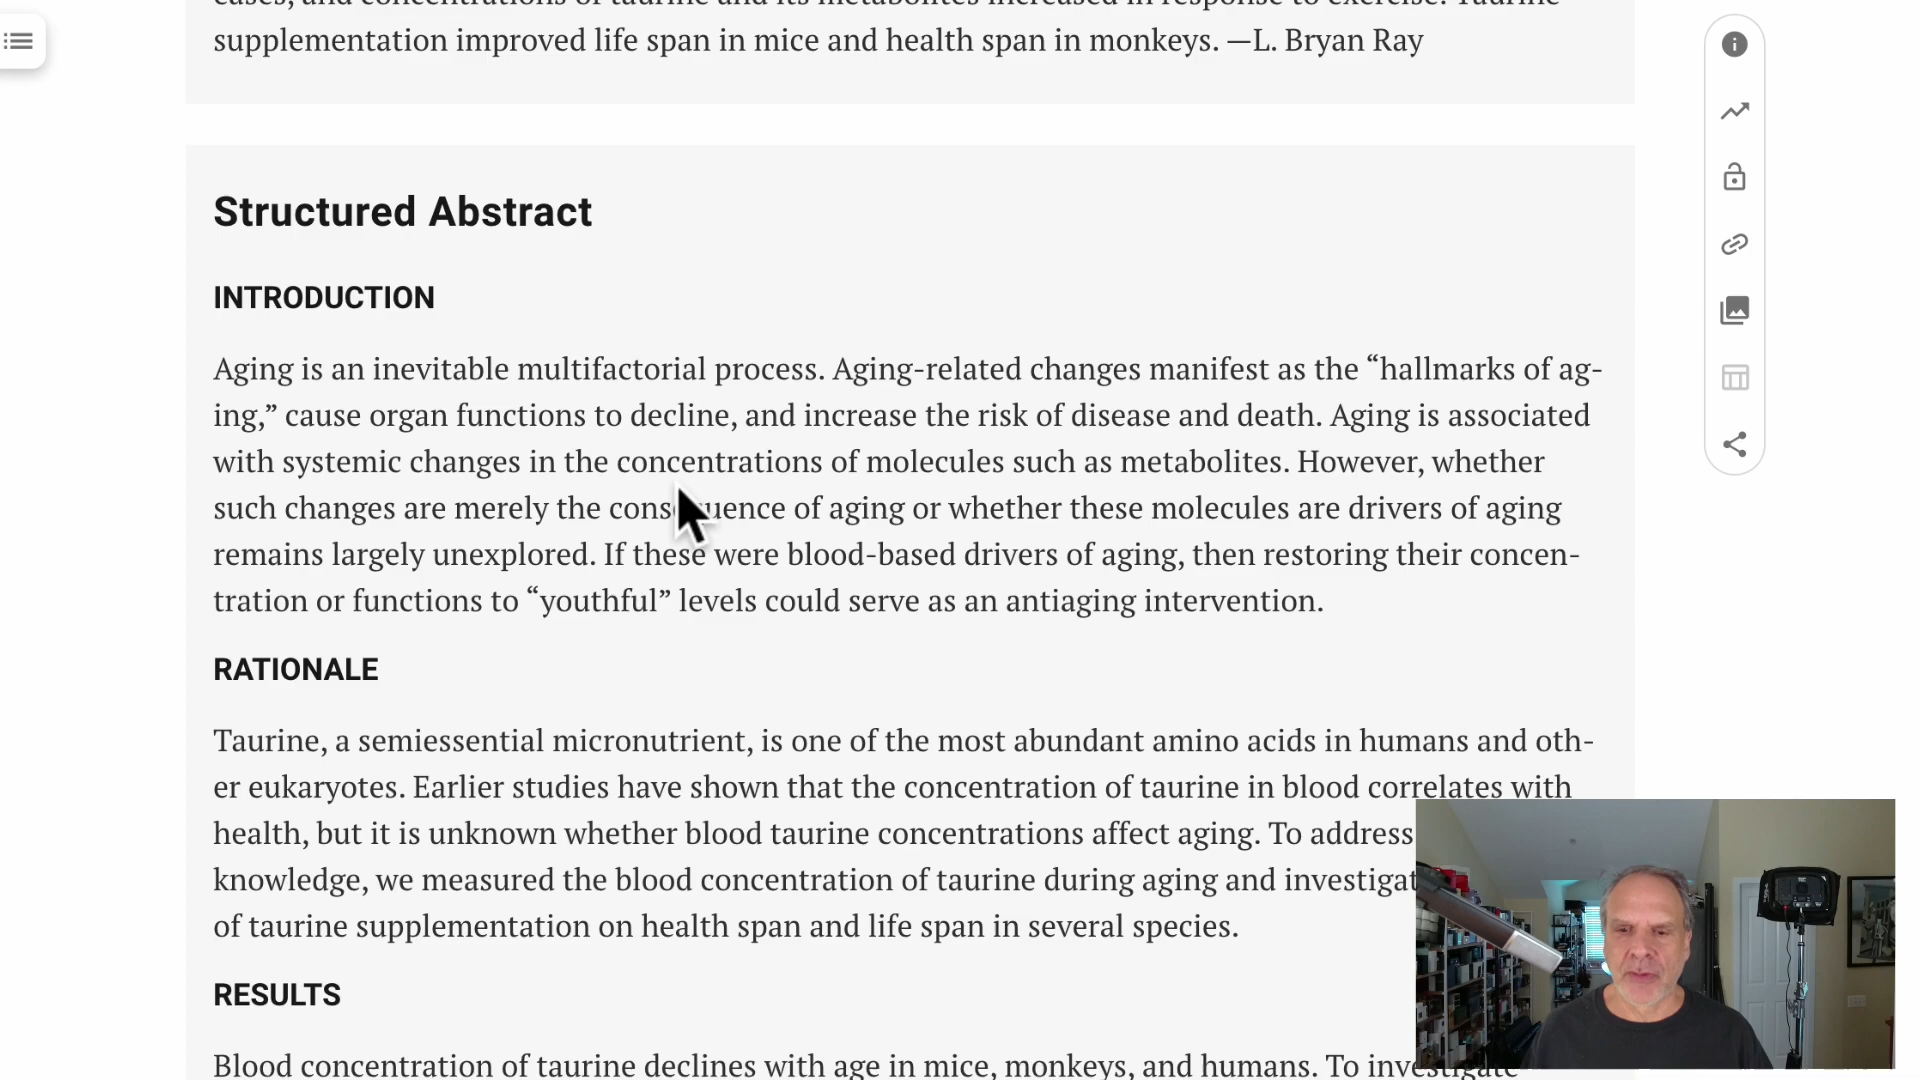 supplementation improved life span in mice and health span in monkeys. —L. Bryan Ray
Structured Abstract
INTRODUCTION
Aging is an inevitable multifactorial process. Aging-related changes manifest as the “hallmarks of ag-
ing,” cause organ functions to decline, and increase the risk of disease and death. Aging is associated
with systemic changes in the concentrations of molecules such as metabolites. However, whether
such changes are merely the consequence of aging or whether these molecules are drivers of aging
remains largely unexplored. If these were blood-based drivers of aging, then restoring their concen-
tration or functions to “youthful” levels could serve as an antiaging intervention.
RATIONALE
Taurine, a semiessential micronutrient, is one of the most abundant amino acids in humans and oth-
er eukaryotes. Earlier studies have shown that the concentration of taurine in blood correlates with
health, but it is unknown whether blood taurine concentrations affect aging. To address
knowledge, we measured the blood concentration of taurine during aging and investigat
of taurine supplementation on health span and life span in several species.
RESULTS
Blood concentration of taurine declines with age in mice, monkeys, and humans. To investigate